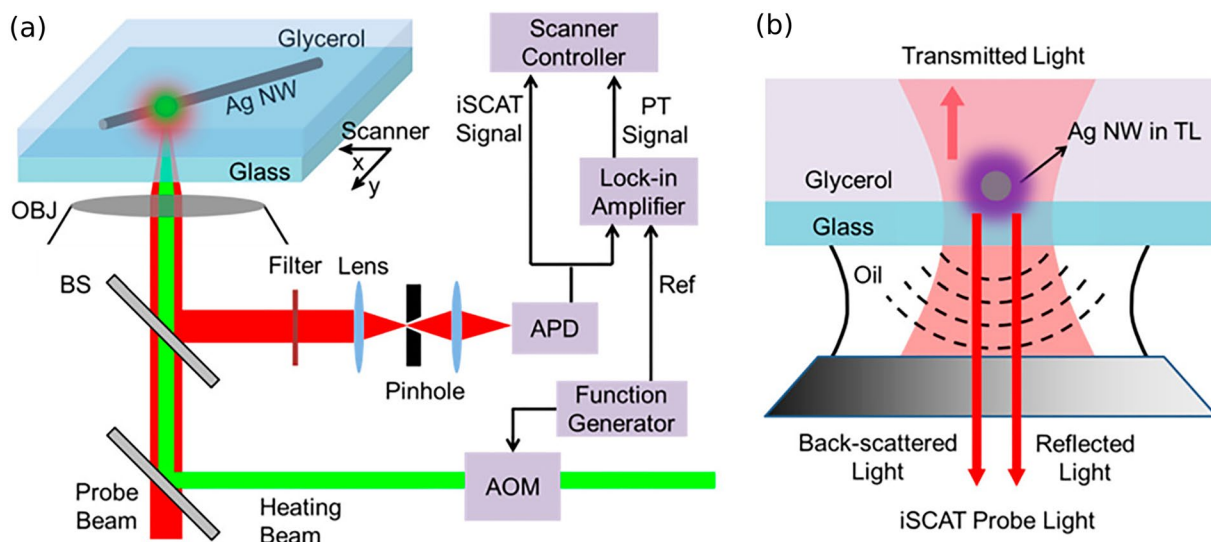 (a)
Glycerol
Ag NW
Scanner
x
y
Glass
OBJ
BS
Filter
Lens
Pinhole
APD
iSCAT
Signal
PT
Signal
Scanner
Controller
Lock-in
Amplifier
Ref
Function
Generator
AOM
Probe
Beam
Heating
Beam
(b)
Transmitted Light
Ag NW in TL
Glycerol
Glass
Oil
Back-scattered
Light
Reflected
Light
iSCAT Probe Light